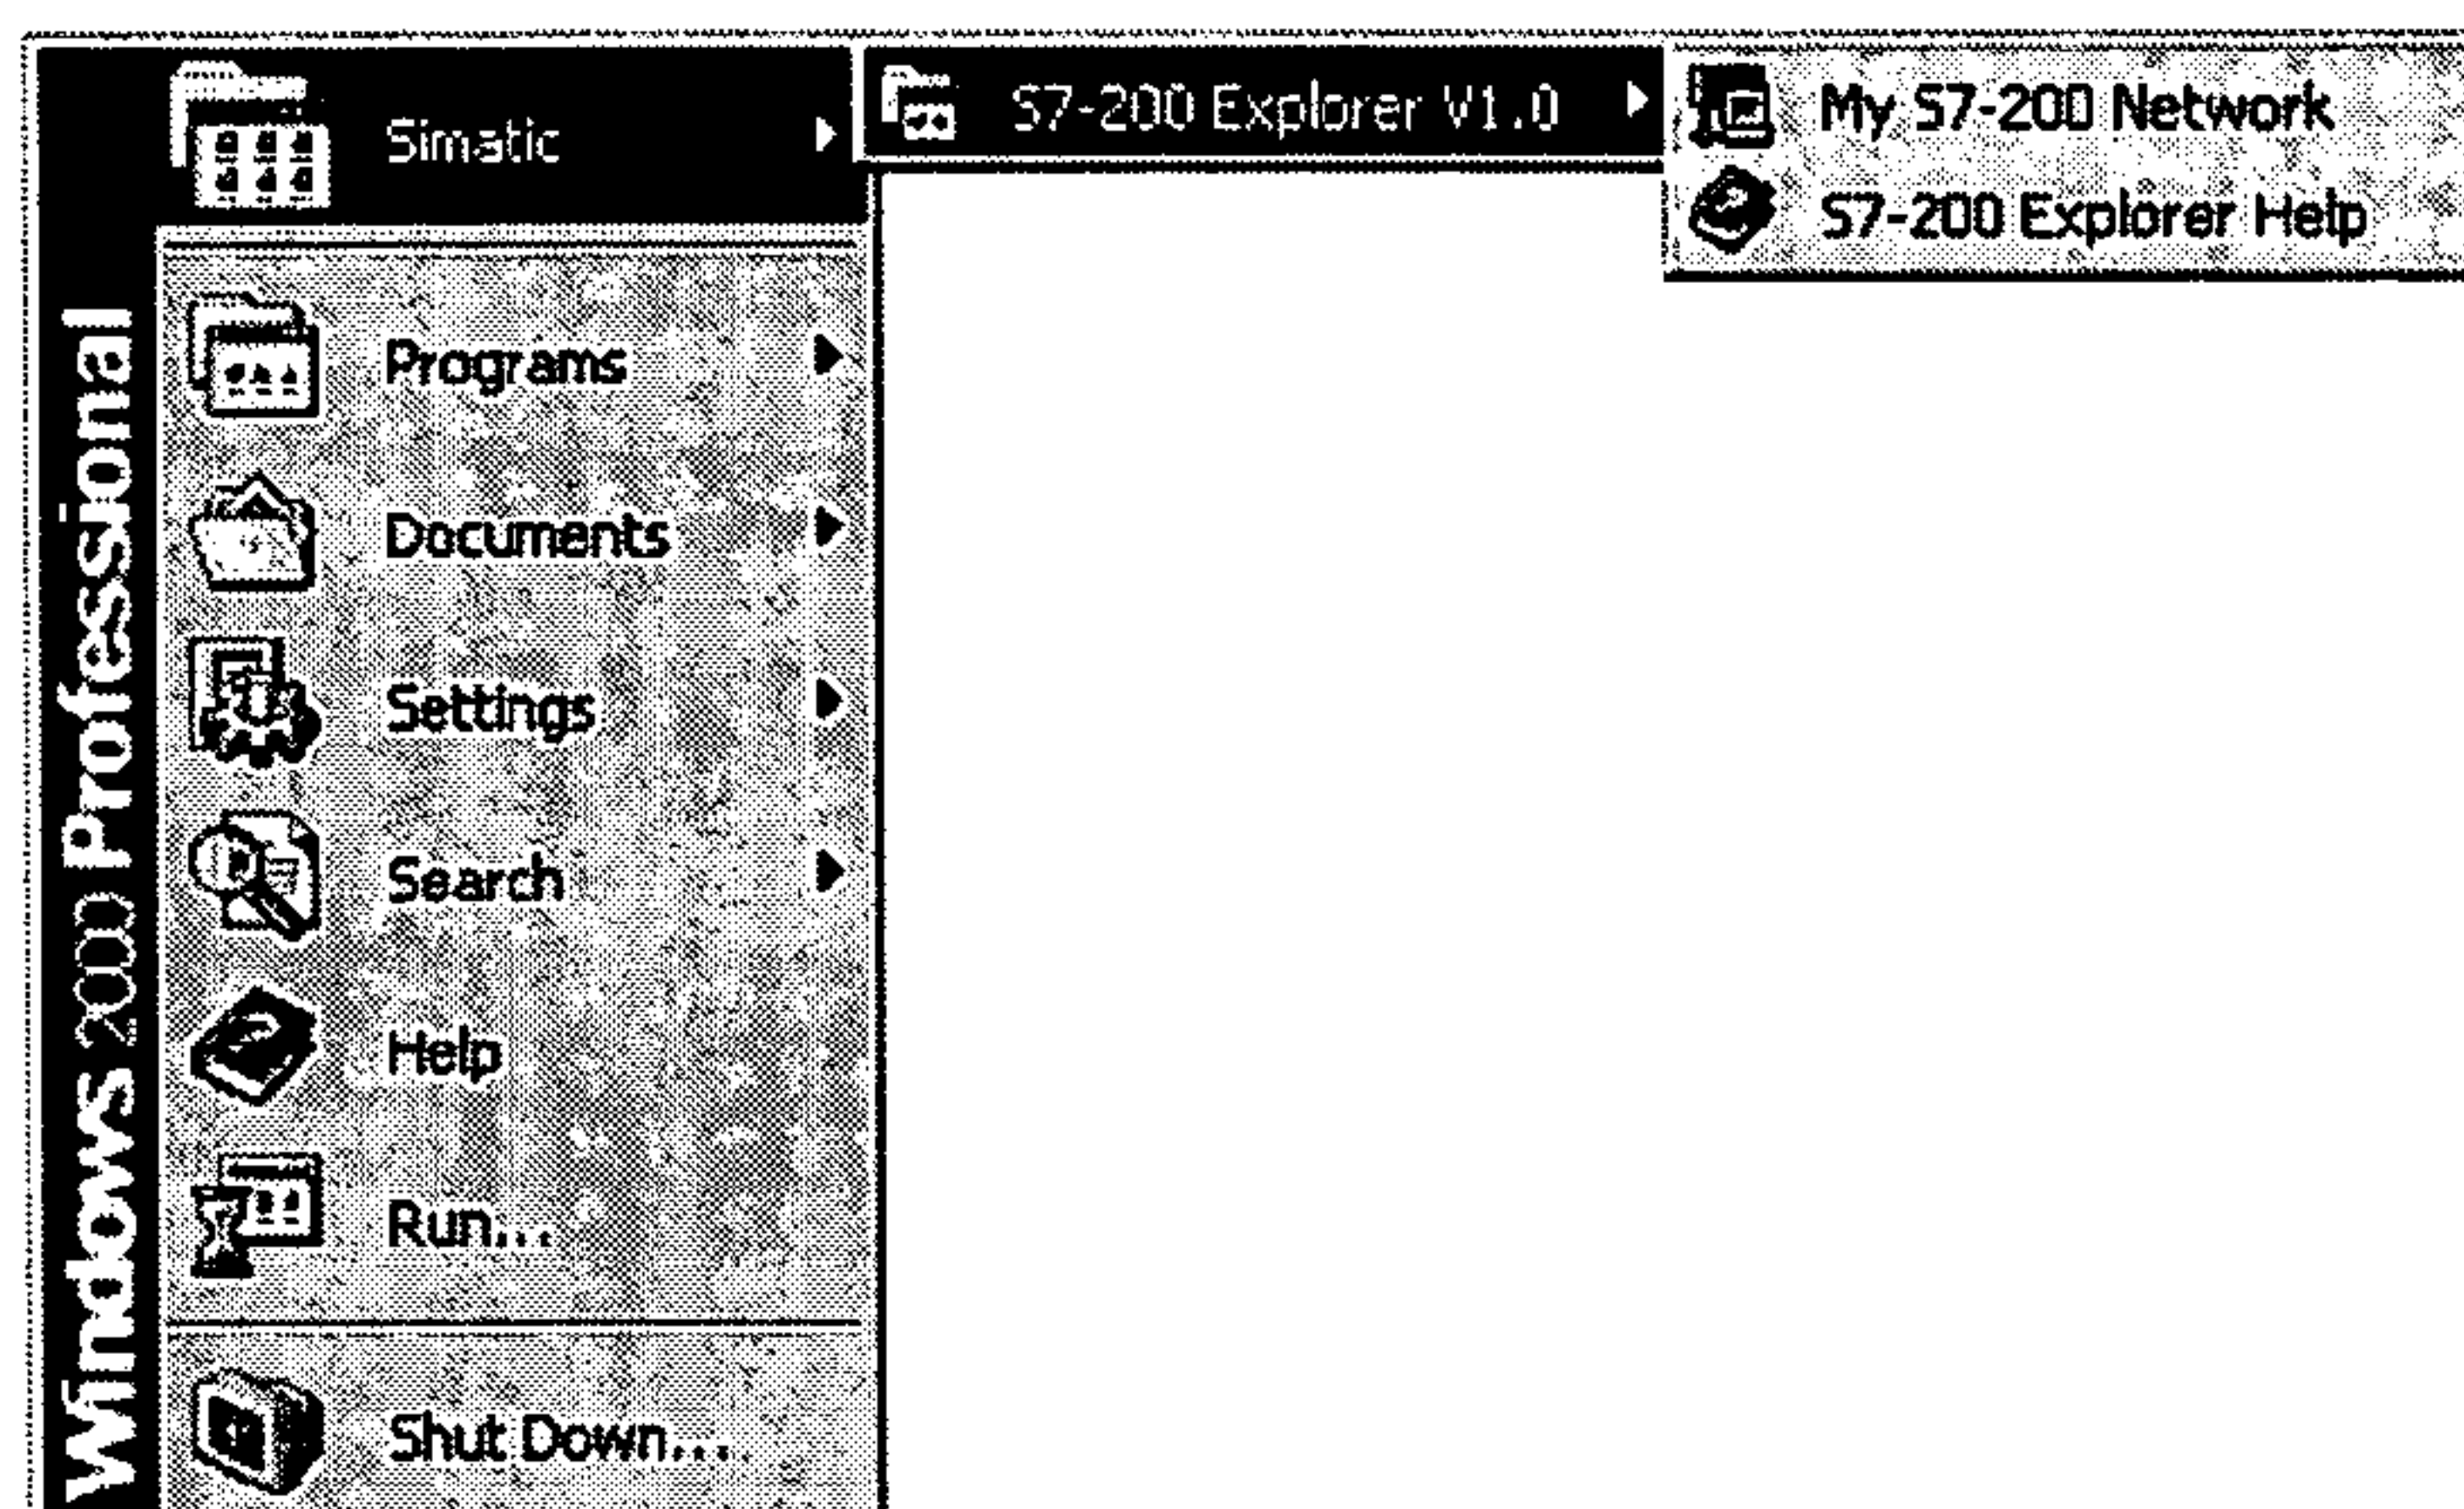 Simatic
S7-200 Explorer V1.0
My S7-200 Network
S7-200 Explorer Help
Programs
Documents
Settings
Search
Help
Run...
Shut Down...
Windows 2000 Professional